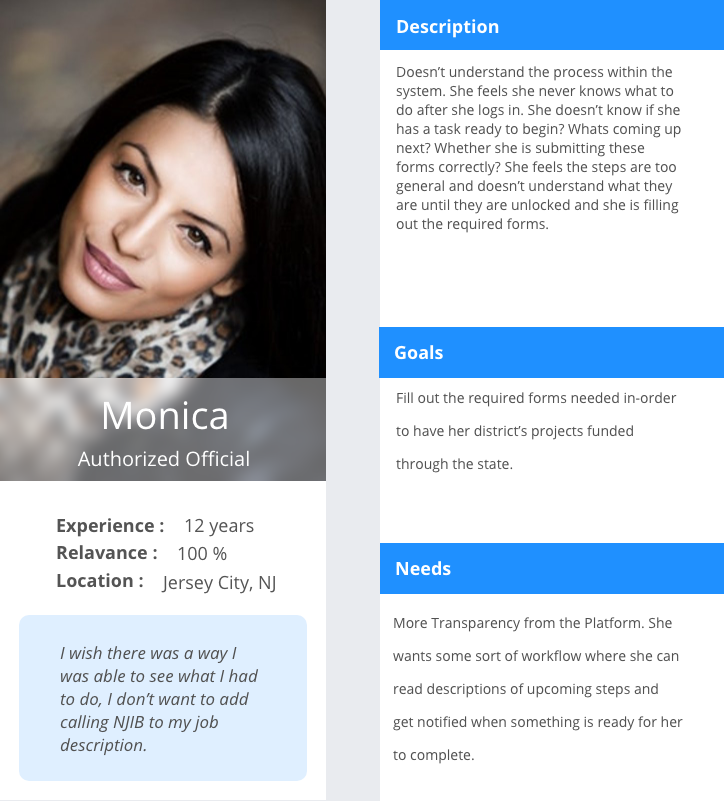 Monica
Authorized Official
Experience : 12 years
Relavance : 100 %
Location : Jersey City, NJ
I wish there was a way I
was able to see what I had
to do, I don’t want to add
calling NJIB to my job
description.
Description
Doesn’t understand the process within the
system. She feels she never knows what to
do after she logs in. She doesn’t know if she
has a task ready to begin? Whats coming up
next? Whether she is submitting these
forms correctly? She feels the steps are too
general and doesn’t understand what they
are until they are unlocked and she is filling
out the required forms.
Goals
Fill out the required forms needed in-order
to have her district’s projects funded
through the state.
Needs
More Transparency from the Platform. She
wants some sort of workflow where she can
read descriptions of upcoming steps and
get notified when something is ready for her
to complete.